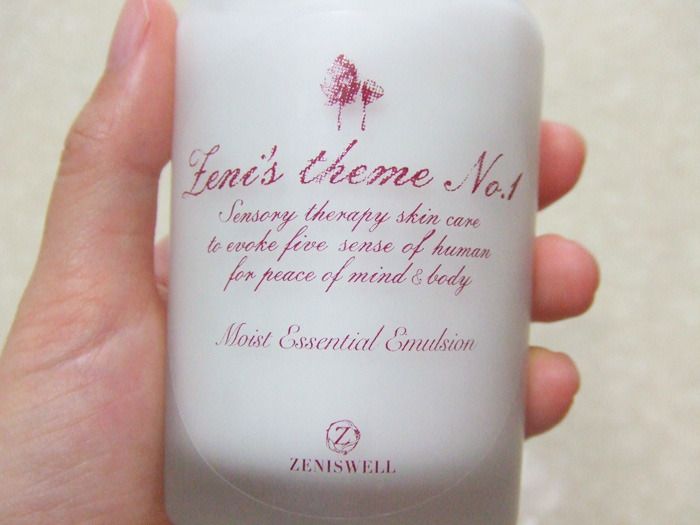 Zeni's theme No.1
Sensory therapy skin care
to evoke five sense of human
for peace of mind & body
Moist Essential Emulsion
Z
ZENISWELL